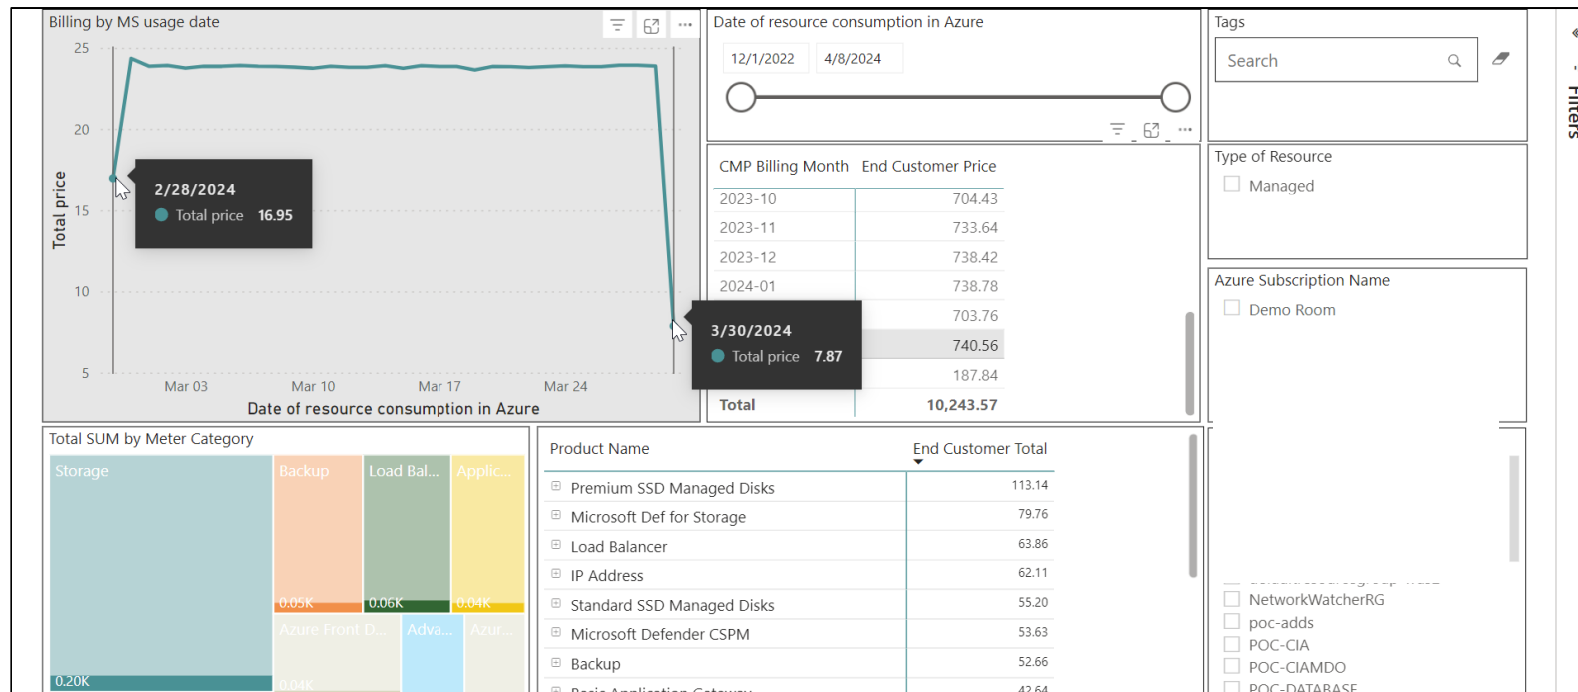 Billing by MS usage date
25
20
15
10
5
Total price
2/28/2024
Total price 16.95
3/30/2024
Total price 7.87
Mar 03 Mar 10 Mar 17 Mar 24
Date of resource consumption in Azure
Date of resource consumption in Azure
12/1/2022 4/8/2024
CMP Billing Month End Customer Price
2023-10 704.43
2023-11 733.64
2023-12 738.42
2024-01 738.78
703.76
740.56
187.84
Total 10,243.57
Tags
Search
Type of Resource
Managed
Azure Subscription Name
Demo Room
Filters
Total SUM by Meter Category
Storage
0.20K
Backup
0.05K
Load Bal...
0.06K
Applic...
0.04K
Azure Front D...
0.04K
Adva...
Azur...
Product Name End Customer Total
Premium SSD Managed Disks 113.14
Microsoft Def for Storage 79.76
Load Balancer 63.86
IP Address 62.11
Standard SSD Managed Disks 55.20
Microsoft Defender CSPM 53.63
Backup 52.66
Basic Application Gateway 42.64
NetworkWatcherRG
poc-adds
POC-CIA
POC-CIAMDO
POC-DATABASE